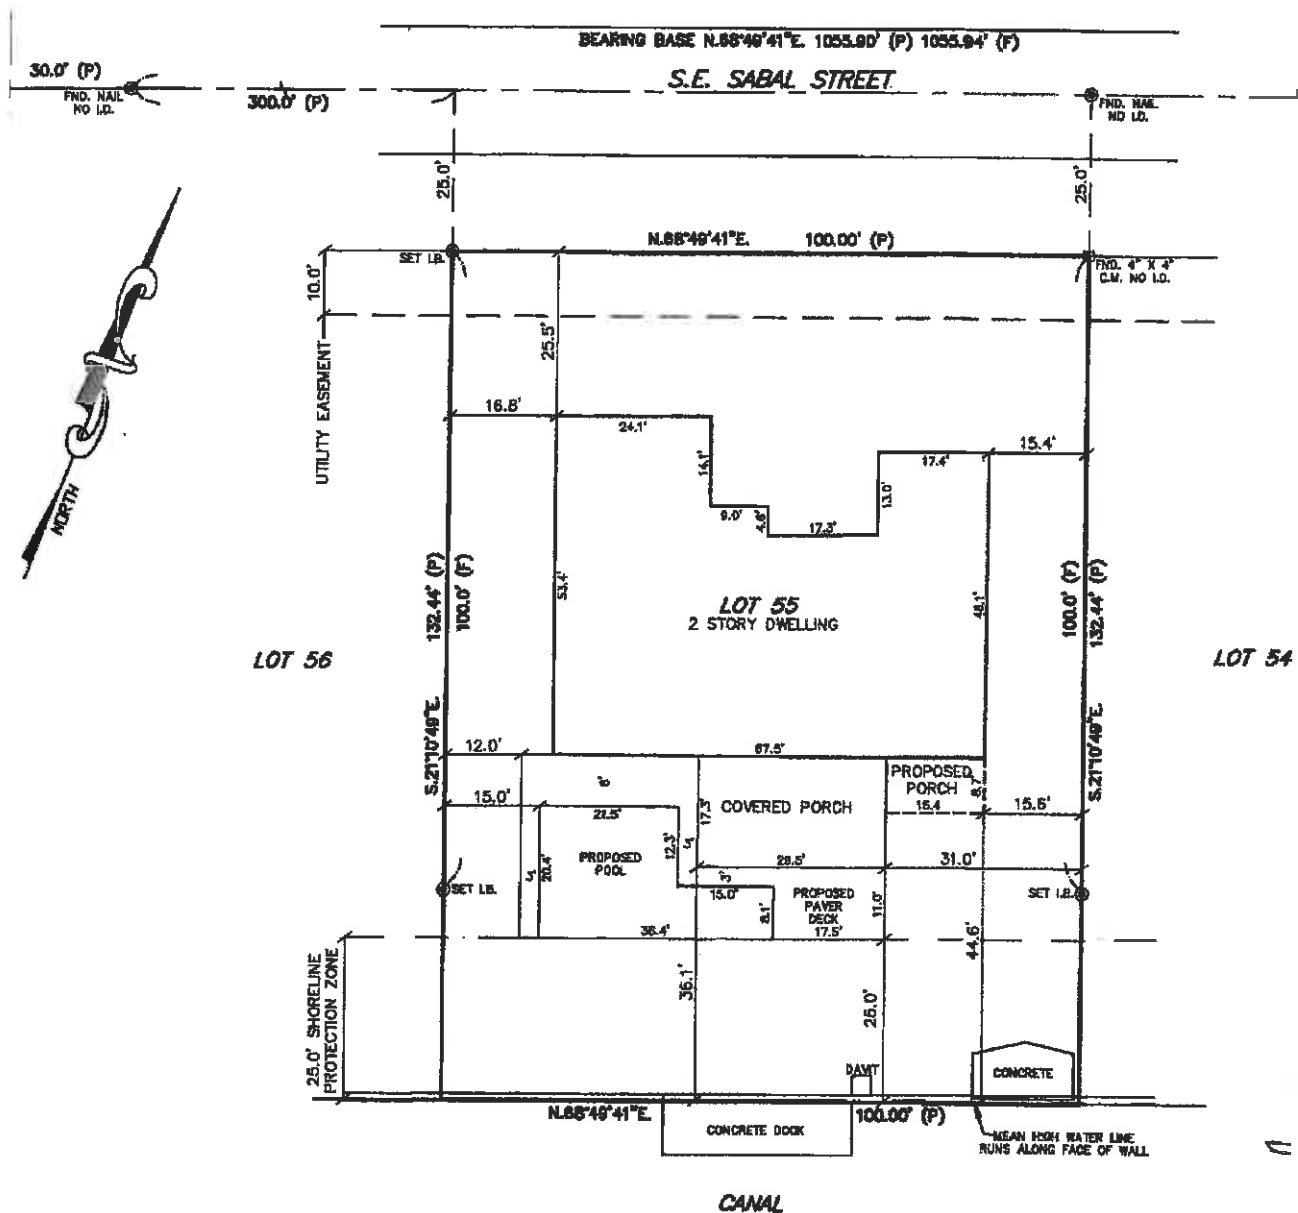 BEARING BASE N.68°49'41"E. 1055.90' (P) 1055.94' (F)
S.E. SABAL STREET
30.0' (P)
FND. NAIL
NO I.D.
300.0' (P)
FND. NAIL
NO I.D.
25.0'
25.0'
N.68°49'41"E.
100.00' (P)
SET I.B.
FND. 4" X 4"
C.M. NO I.D.
10.0'
UTILITY EASEMENT
25.5'
16.8'
24.1'
14.1'
9.0'
4.6'
17.3'
13.0'
17.4'
15.4'
NORTH
132.44' (P)
100.0' (F)
53.4'
LOT 55
2 STORY DWELLING
48.1'
100.0' (F)
132.44' (P)
LOT 56
LOT 54
S.21°10'49"E.
S.21°10'49"E.
12.0'
67.5'
PROPOSED
PORCH
8.7'
16.4
15.6'
6'
15.0'
21.5'
17.3'
COVERED PORCH
12.3'
4'
PROPOSED
POOL
4'
20.4'
28.5'
31.0'
3'
15.0'
SET I.B.
SET I.B.
PROPOSED
PAVER
DECK
8.1'
11.0'
36.4'
17.5'
44.6'
25.0' SHORELINE
PROTECTION ZONE
36.1'
25.0'
DAVIT
CONCRETE
N.68°49'41"E.
100.00' (P)
CONCRETE DOCK
MEAN HIGH WATER LINE
RUNS ALONG FACE OF WALL
CANAL